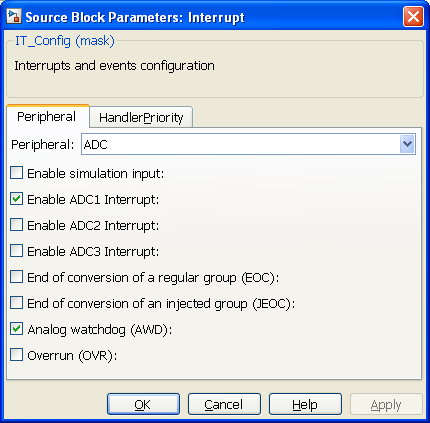 Source Block Parameters: Interrupt
IT_Config (mask)
Interrupts and events configuration
Peripheral HandlerPriority
Peripheral: ADC
Enable simulation input:
Enable ADC1 Interrupt:
Enable ADC2 Interrupt:
Enable ADC3 Interrupt:
End of conversion of a regular group (EOC):
End of conversion of an injected group (JEOC):
Analog watchdog (AWD):
Overrun (OVR):
OK Cancel Help Apply